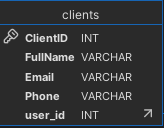 clients
ClientID INT
FullName VARCHAR
Email VARCHAR
Phone VARCHAR
user_id INT